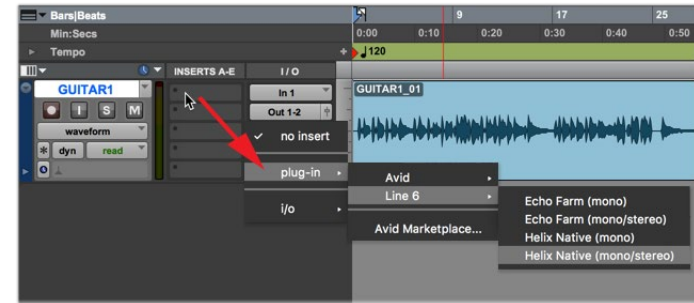 Bars|Beats 9 17 25
Min:Secs 0:00 0:10 0:20 0:30 0:40 0:50
Tempo + 120
INSERTS A-E I / O
GUITAR1 In 1 GUITAR1_01
I S M Out 1-2
waveform no insert
dyn read plug-in Avid
Line 6 Echo Farm (mono)
i/o Echo Farm (mono/stereo)
Avid Marketplace... Helix Native (mono)
Helix Native (mono/stereo)